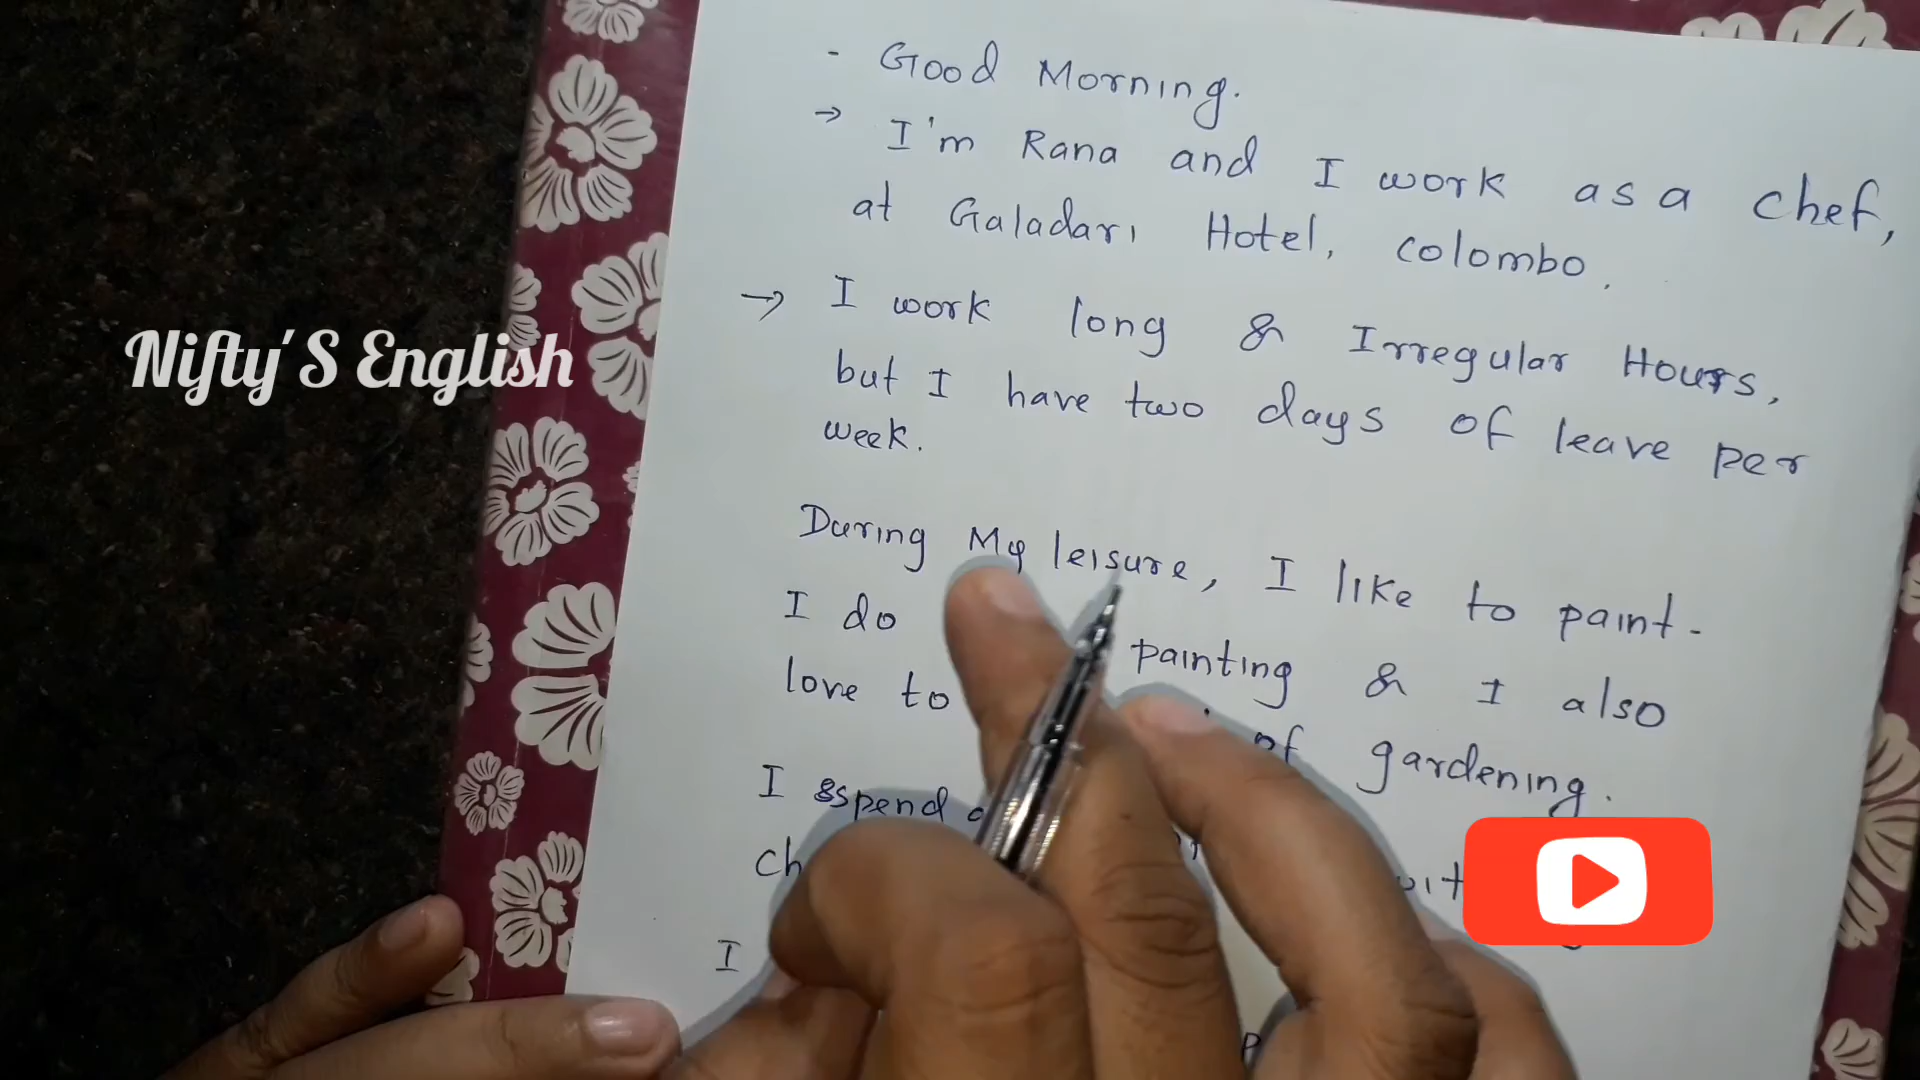 - Good Morning.
→ I'm Rana and I work as a chef,
at Galadari Hotel, colombo.
→ I work long & Irregular Hours,
but I have two days of leave per
week.
During My leisure, I like to paint.
I do painting & I also
love to of gardening.
I spend
I
Nifty'S English